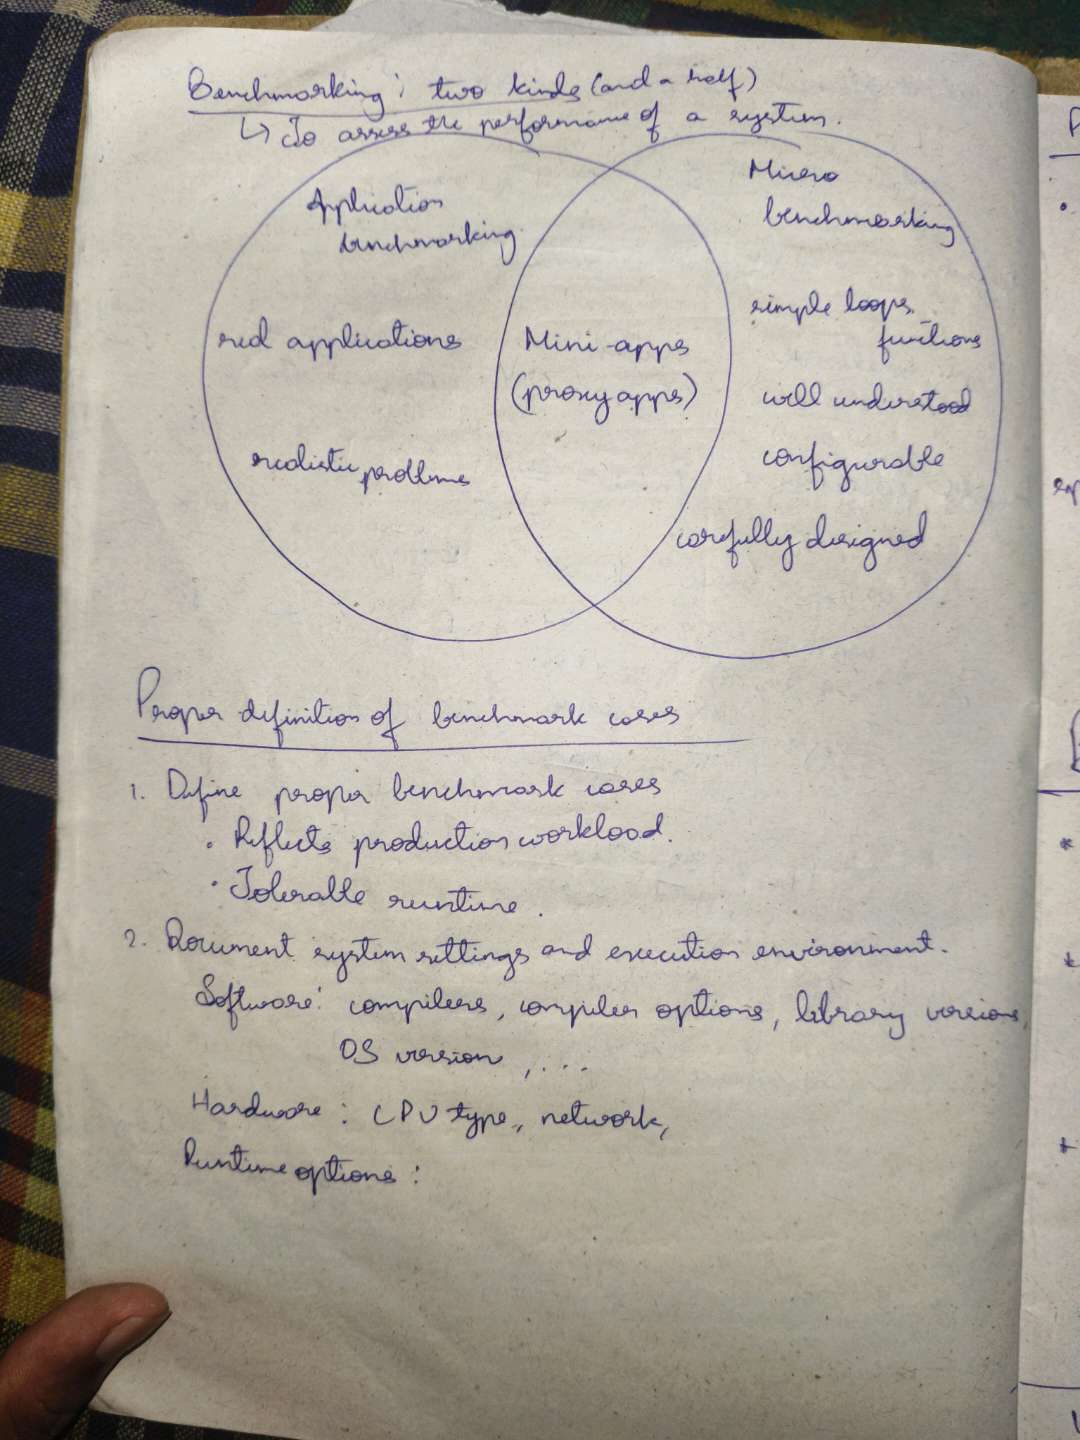 Benchmarking: two kinds (and a half)
↳ To assess the performance of a system.
Application
benchmarking
Micro
benchmarking
real applications
Mini-apps
(proxy apps)
simple loops,
functions
well understood
realistic problems
configurable
carefully designed
Proper definition of benchmark cases
1. Define proper benchmark cases
• Reflects production workload.
• Tolerable runtime.
2. Document system settings and execution environment.
Software: compilers, compiler options, library versions,
OS version, ...
Hardware: CPU type, network,
Runtime options: